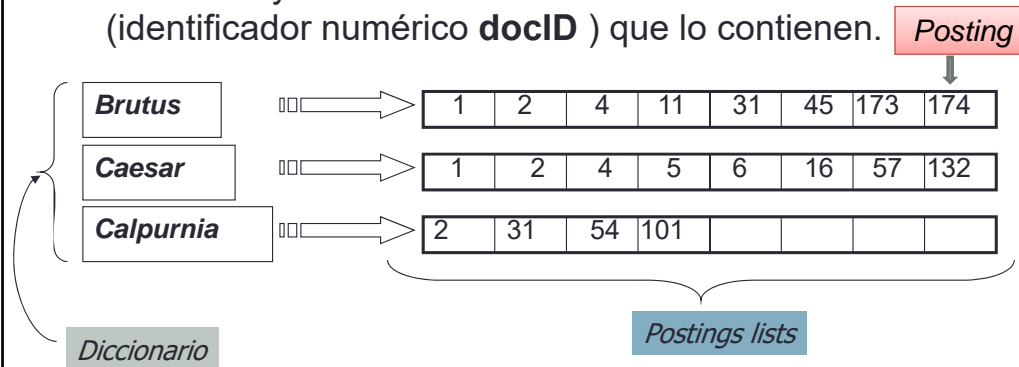 (identificador numérico docID ) que lo contienen.
Posting
Brutus 1 2 4 11 31 45 173 174
Caesar 1 2 4 5 6 16 57 132
Calpurnia 2 31 54 101
Postings lists
Diccionario